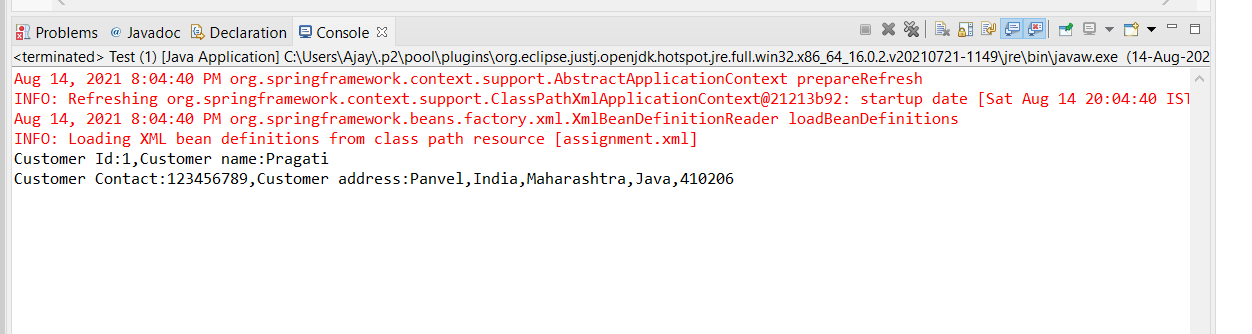 Problems @ Javadoc Declaration Console
<terminated> Test (1) [Java Application] C:\Users\Ajay\.p2\pool\plugins\org.eclipse.justj.openjdk.hotspot.jre.full.win32.x86_64_16.0.2.v20210721-1149\jre\bin\javaw.exe (14-Aug-202
Aug 14, 2021 8:04:40 PM org.springframework.context.support.AbstractApplicationContext prepareRefresh
INFO: Refreshing org.springframework.context.support.ClassPathXmlApplicationContext@21213b92: startup date [Sat Aug 14 20:04:40 IST
Aug 14, 2021 8:04:40 PM org.springframework.beans.factory.xml.XmlBeanDefinitionReader loadBeanDefinitions
INFO: Loading XML bean definitions from class path resource [assignment.xml]
Customer Id:1,Customer name:Pragati
Customer Contact:123456789,Customer address:Panvel,India,Maharashtra,Java,410206